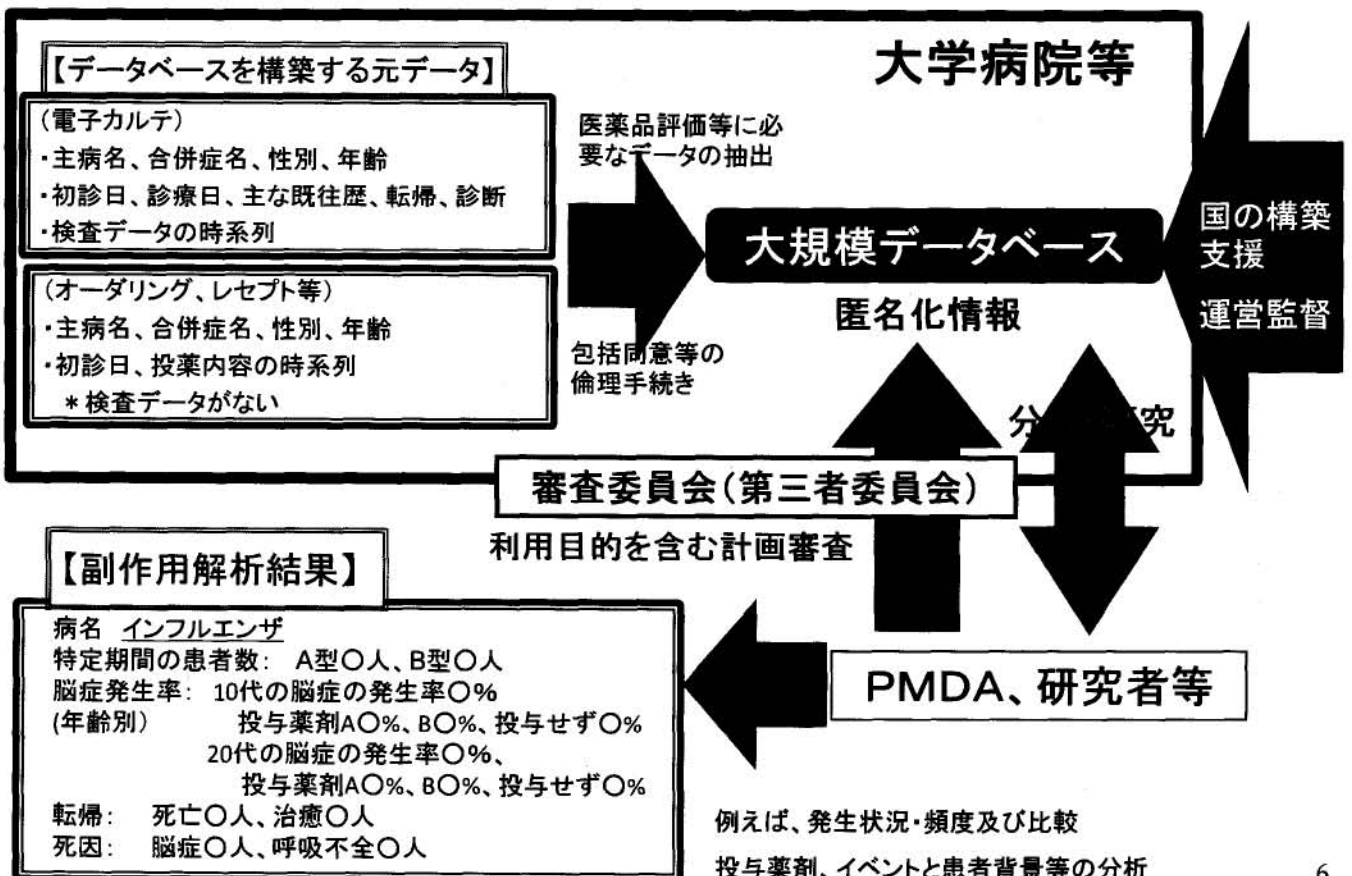 大学病院等
【データベースを構築する元データ】
(電子カルテ)
・主病名、合併症名、性別、年齢
・初診日、診療日、主な既往歴、転帰、診断
・検査データの時系列
(オーダリング、レセプト等)
・主病名、合併症名、性別、年齢
・初診日、投薬内容の時系列
＊検査データがない
医薬品評価等に必
要なデータの抽出
包括同意等の
倫理手続き
大規模データベース
匿名化情報
国の構築
支援
運営監督
分 究
審査委員会(第三者委員会)
利用目的を含む計画審査
【副作用解析結果】
病名 インフルエンザ
特定期間の患者数: A型〇人、B型〇人
脳症発生率: 10代の脳症の発生率〇%
(年齢別) 投与薬剤A〇%、B〇%、投与せず〇%
20代の脳症の発生率〇%、
投与薬剤A〇%、B〇%、投与せず〇%
転帰: 死亡〇人、治癒〇人
死因: 脳症〇人、呼吸不全〇人
PMDA、研究者等
例えば、発生状況・頻度及び比較
投与薬剤、イベントと患者背景等の分析
6